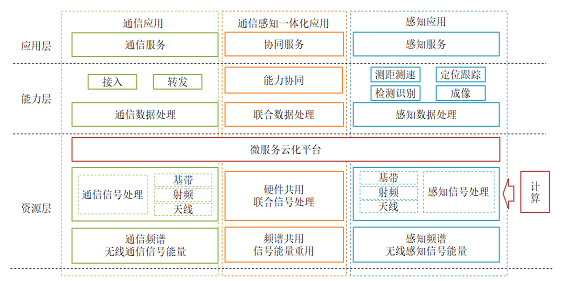 通信应用
通信感知一体化应用
感知应用
应用层
通信服务
协同服务
感知服务
能力层
接入
转发
能力协同
测距测速
定位跟踪
检测识别
成像
通信数据处理
联合数据处理
感知数据处理
微服务云化平台
资源层
通信信号处理
基带
射频
天线
硬件共用
联合信号处理
基带
射频
天线
感知信号处理
计算
通信频谱
无线通信信号能量
频谱共用
信号能量重用
感知频谱
无线感知信号能量